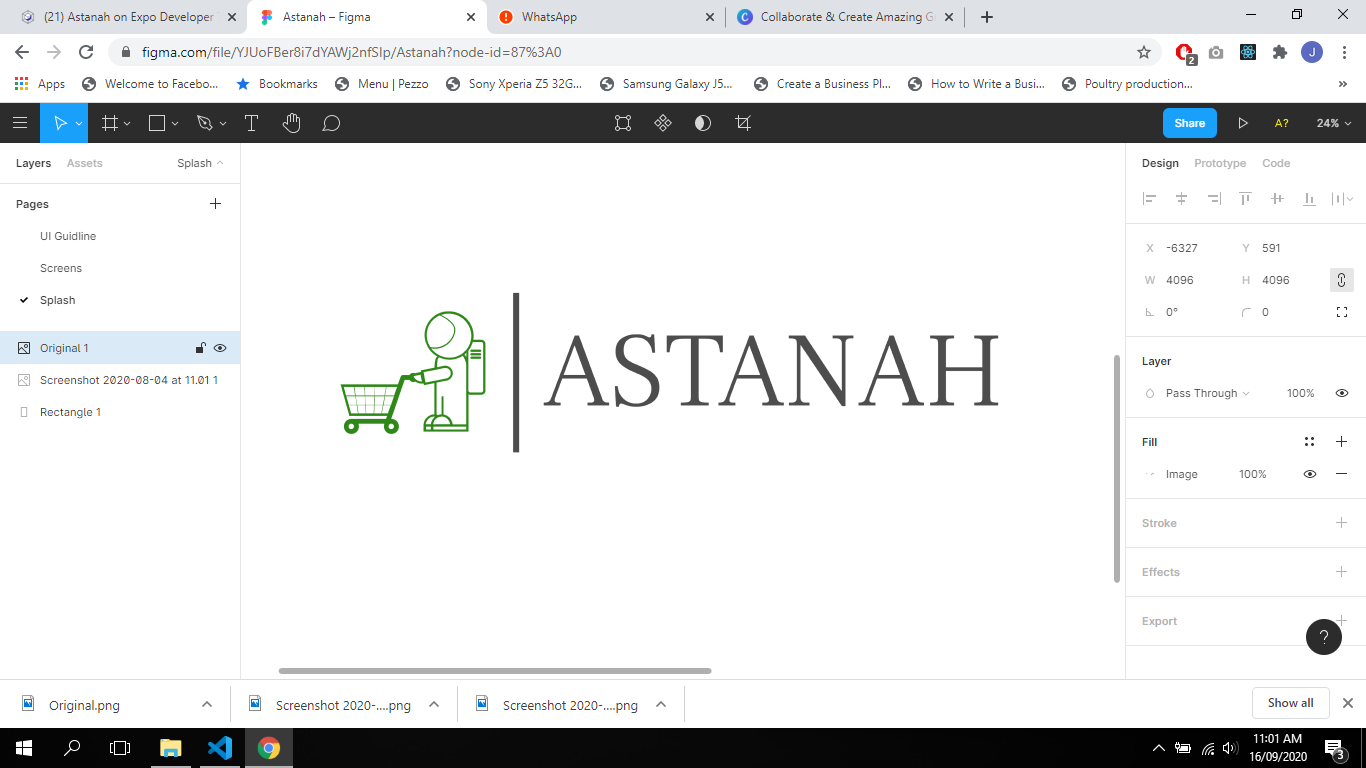 (21) Astanah on Expo Developer
Astanah – Figma
WhatsApp
Collaborate & Create Amazing G
figma.com/file/YJUoFBer8i7dYAWj2nfSIp/Astanah?node-id=87%3A0
2
J
Apps
Welcome to Facebo...
Bookmarks
Menu | Pezzo
Sony Xperia Z5 32G...
Samsung Galaxy J5...
Create a Business Pl...
How to Write a Busi...
Poultry production...
»
Share
A?
24%
Layers
Assets
Splash
Design
Prototype
Code
Pages
UI Guidline
Screens
Splash
Original 1
Screenshot 2020-08-04 at 11.01 1
Rectangle 1
ASTANAH
X -6327 Y 591
W 4096 H 4096
0° 0
Layer
Pass Through 100%
Fill
Image 100%
Stroke
Effects
Export
?
Original.png
Screenshot 2020-....png
Screenshot 2020-....png
Show all
11:01 AM
16/09/2020
3